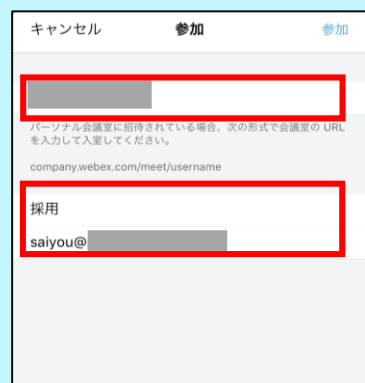 キャンセル 参加 参加
パーソナル会議室に招待されている場合、次の形式で会議室の URL
を入力して入室してください。
company.webex.com/meet/username
採用
saiyou@